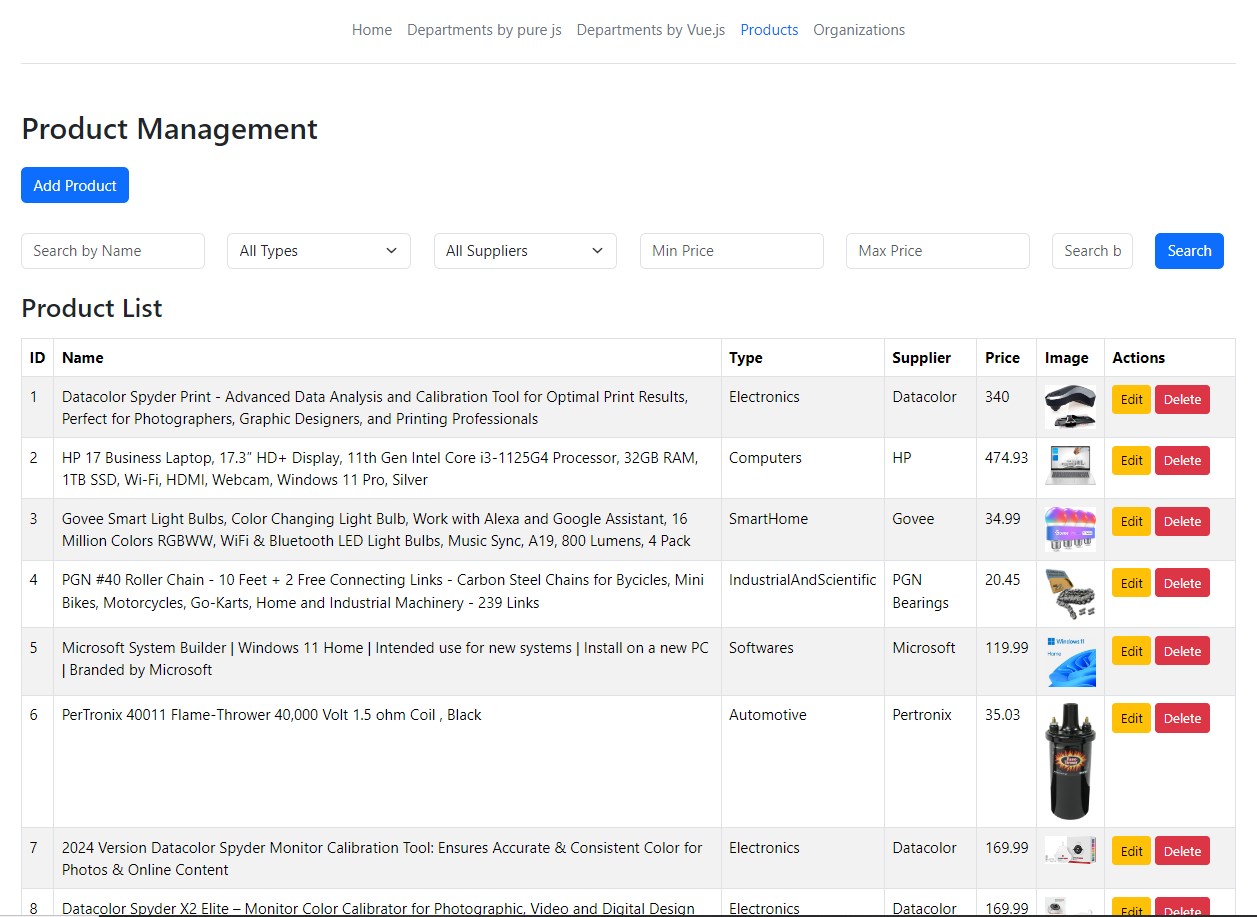 Home Departments by pure js Departments by Vue.js Products Organizations
Product Management
Add Product
Search by Name All Types All Suppliers Min Price Max Price Search b Search
Product List
ID Name Type Supplier Price Image Actions
1 Datacolor Spyder Print - Advanced Data Analysis and Calibration Tool for Optimal Print Results, Electronics Datacolor 340 Edit Delete
Perfect for Photographers, Graphic Designers, and Printing Professionals
2 HP 17 Business Laptop, 17.3” HD+ Display, 11th Gen Intel Core i3-1125G4 Processor, 32GB RAM, Computers HP 474.93 Edit Delete
1TB SSD, Wi-Fi, HDMI, Webcam, Windows 11 Pro, Silver
3 Govee Smart Light Bulbs, Color Changing Light Bulb, Work with Alexa and Google Assistant, 16 SmartHome Govee 34.99 Edit Delete
Million Colors RGBWW, WiFi & Bluetooth LED Light Bulbs, Music Sync, A19, 800 Lumens, 4 Pack
4 PGN #40 Roller Chain - 10 Feet + 2 Free Connecting Links - Carbon Steel Chains for Bycicles, Mini IndustrialAndScientific PGN 20.45 Edit Delete
Bikes, Motorcycles, Go-Karts, Home and Industrial Machinery - 239 Links Bearings
5 Microsoft System Builder | Windows 11 Home | Intended use for new systems | Install on a new PC Softwares Microsoft 119.99 Windows 11 Home Edit Delete
| Branded by Microsoft
6 PerTronix 40011 Flame-Thrower 40,000 Volt 1.5 ohm Coil , Black Automotive Pertronix 35.03 Edit Delete
7 2024 Version Datacolor Spyder Monitor Calibration Tool: Ensures Accurate & Consistent Color for Electronics Datacolor 169.99 Edit Delete
Photos & Online Content
8 Datacolor Spyder X2 Elite – Monitor Color Calibrator for Photographic, Video and Digital Design Electronics Datacolor 169.99 Edit Delete